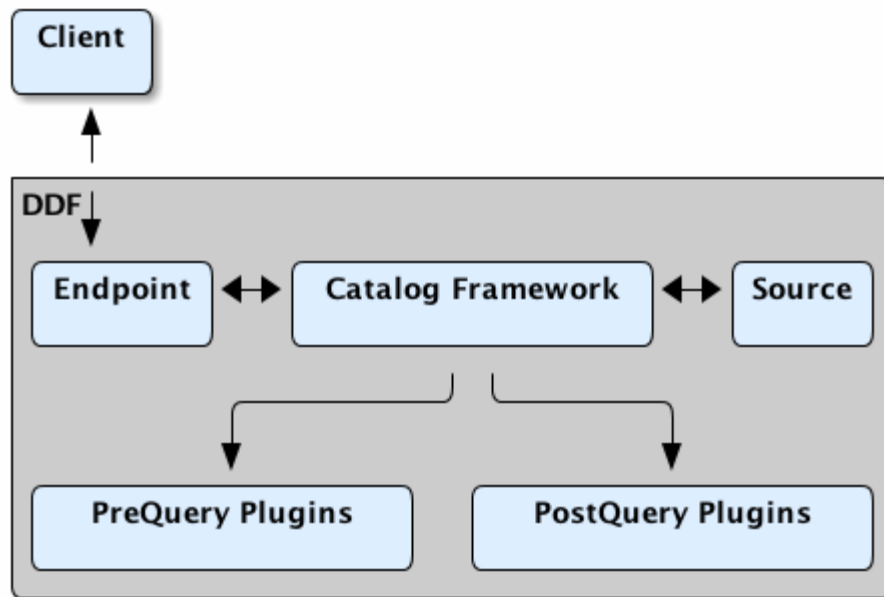 Client
DDF
Endpoint
Catalog Framework
Source
PreQuery Plugins
PostQuery Plugins